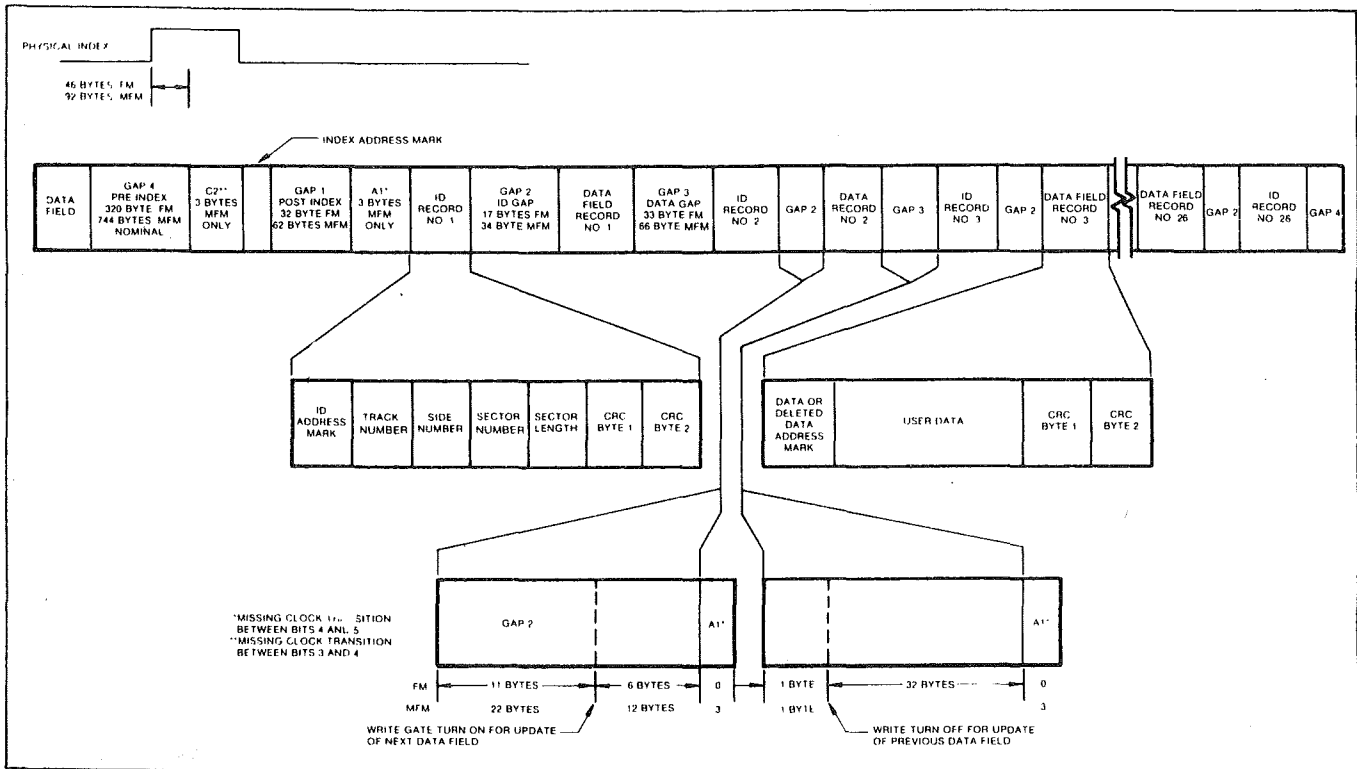 PHYSICAL INDEX
46 BYTES FM
92 BYTES MFM
INDEX ADDRESS MARK
DATA
FIELD
GAP 4
PRE INDEX
320 BYTE FM
744 BYTES MFM
NOMINAL
C2**
3 BYTES
MFM
ONLY
GAP 1
POST INDEX
32 BYTE FM
62 BYTES MFM
A1*
3 BYTES
MFM
ONLY
ID
RECORD
NO. 1
GAP 2
ID GAP
17 BYTES FM
34 BYTE MFM
DATA
FIELD
RECORD
NO. 1
GAP 3
DATA GAP
33 BYTE FM
66 BYTE MFM
ID
RECORD
NO. 2
GAP 2
DATA
RECORD
NO. 2
GAP 3
ID
RECORD
NO. 3
GAP 2
DATA FIELD
RECORD
NO. 3
DATA FIELD
RECORD
NO. 26
GAP 2
ID
RECORD
NO. 26
GAP 4
ID
ADDRESS
MARK
TRACK
NUMBER
SIDE
NUMBER
SECTOR
NUMBER
SECTOR
LENGTH
CRC
BYTE 1
CRC
BYTE 2
DATA OR
DELETED
DATA
ADDRESS
MARK
USER DATA
CRC
BYTE 1
CRC
BYTE 2
*MISSING CLOCK SITION
BETWEEN BITS 4 5
**MISSING CLOCK TRANSITION
BETWEEN BITS 3 AND 4
GAP 2
A1*
A1*
FM 11 BYTES 6 BYTES 0 1 BYTE 32 BYTES 0
MFM 22 BYTES 12 BYTES 3 1 BYTE 3
WRITE GATE TURN ON FOR UPDATE
OF NEXT DATA FIELD
WRITE TURN OFF FOR UPDATE
OF PREVIOUS DATA FIELD